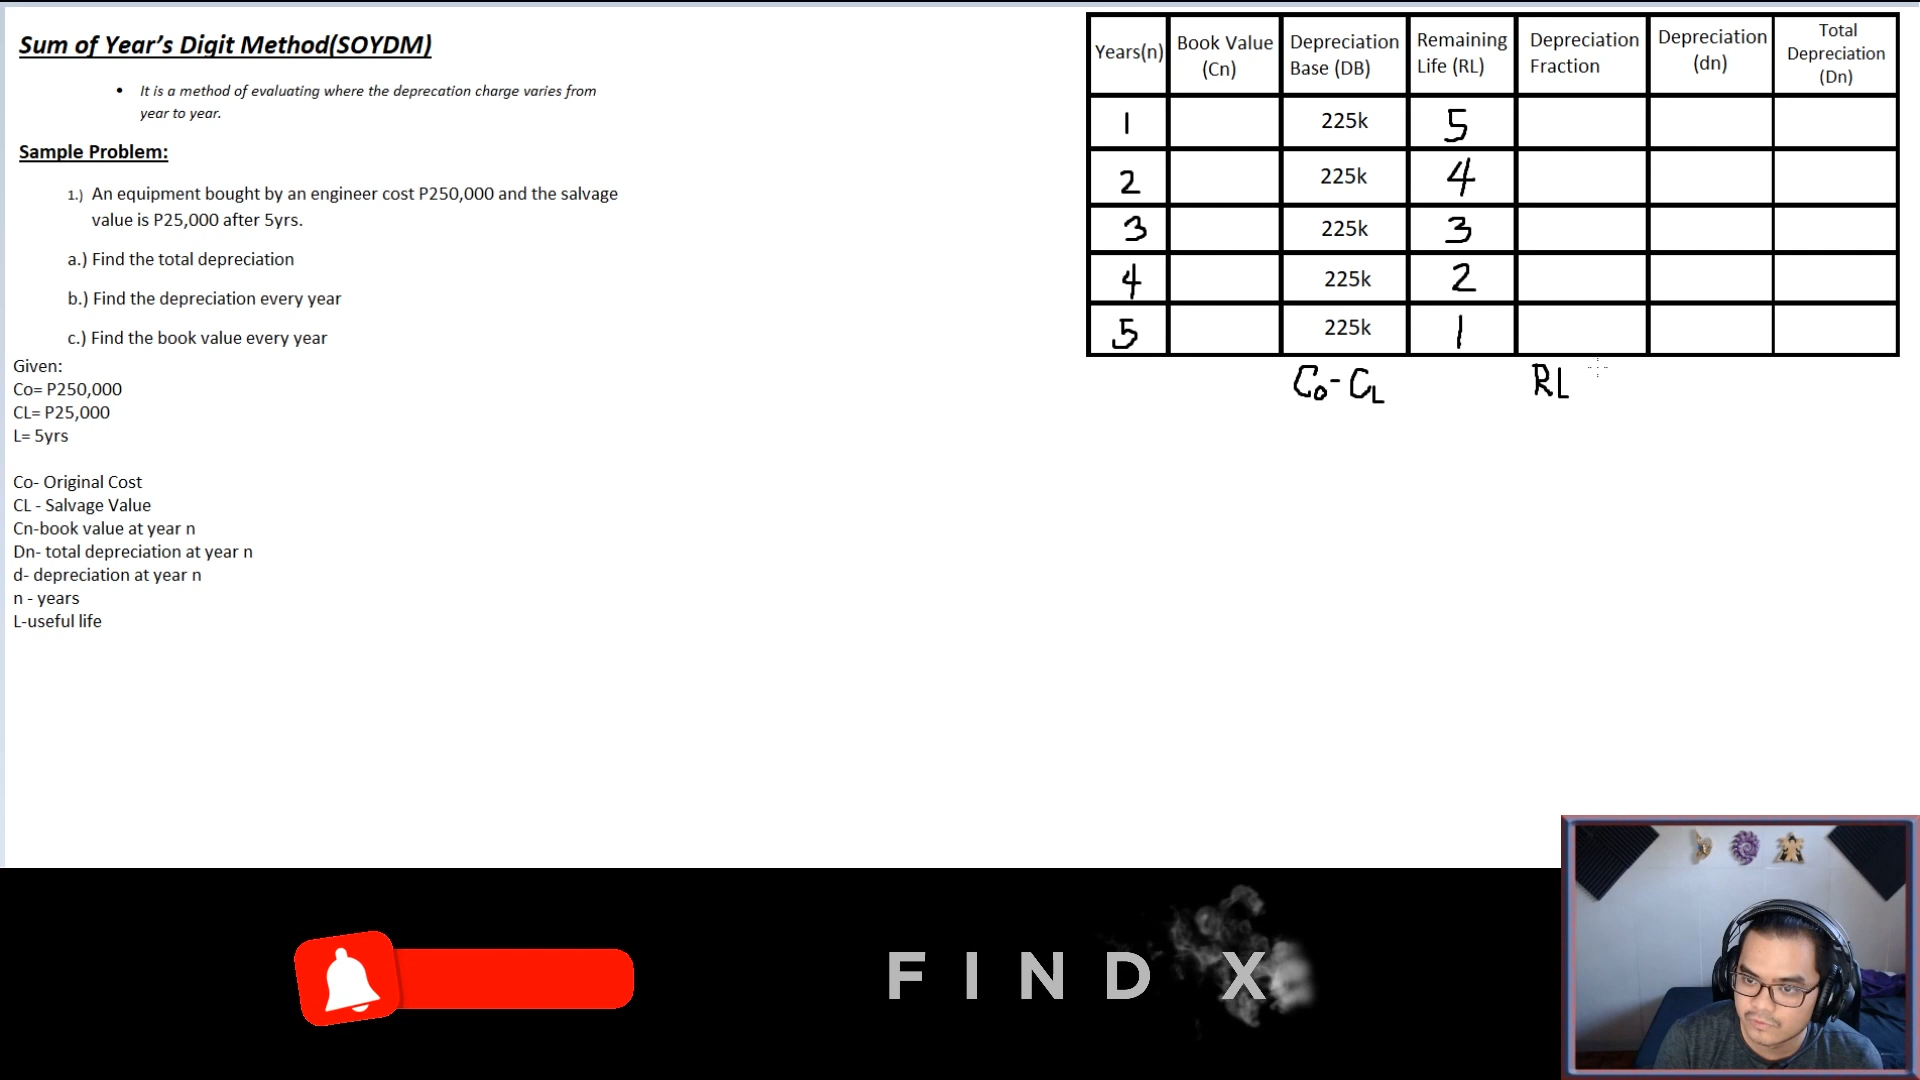 Sum of Year’s Digit Method(SOYDM)
• It is a method of evaluating where the deprecation charge varies from
year to year.
Sample Problem:
1.) An equipment bought by an engineer cost P250,000 and the salvage
value is P25,000 after 5yrs.
a.) Find the total depreciation
b.) Find the depreciation every year
c.) Find the book value every year
Given:
Co= P250,000
CL= P25,000
L= 5yrs
Co- Original Cost
CL - Salvage Value
Cn-book value at year n
Dn- total depreciation at year n
d- depreciation at year n
n - years
L-useful life
Years(n) Book Value (Cn) Depreciation Base (DB) Remaining Life (RL) Depreciation Fraction Depreciation (dn) Total Depreciation (Dn)
1 225k 5
2 225k 4
3 225k 3
4 225k 2
5 225k 1
Co-CL RL
FIND X